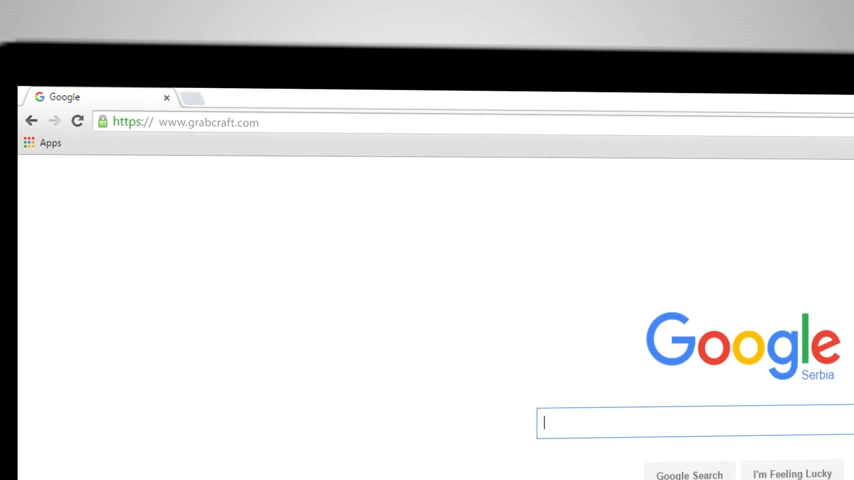 Google
https:// www.grabcraft.com
Apps
Google
Serbia
Google Search
I'm Feeling Lucky